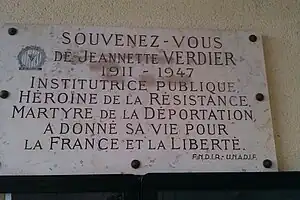 SOUVENEZ-VOUS
DE JEANNETTE VERDIER
1911 - 1947
INSTITUTRICE PUBLIQUE,
HÉROÏNE DE LA RÉSISTANCE,
MARTYRE DE LA DÉPORTATION,
A DONNÉ SA VIE POUR
LA FRANCE ET LA LIBERTÉ.
F.N.D.I.R.- U.N.A.D.I.F.